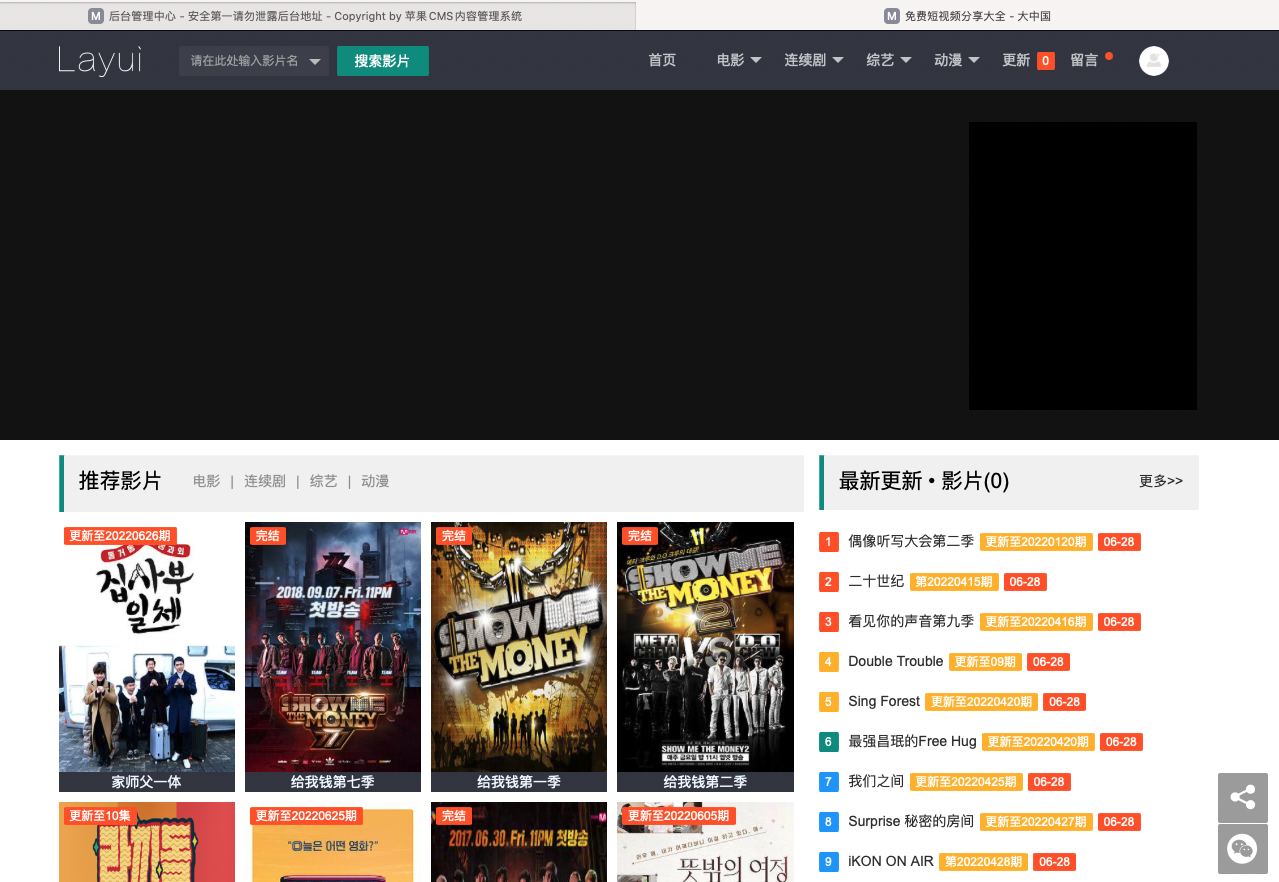 后台管理中心 - 安全第一请勿泄露后台地址 - Copyright by 苹果CMS内容管理系统
免费短视频分享大全 - 大中国
Layui
请在此处输入影片名
搜索影片
首页 电影 连续剧 综艺 动漫 更新 0 留言
推荐影片
电影 | 连续剧 | 综艺 | 动漫
最新更新 • 影片(0)
更多>>
更新至20220626期
집사부
일체
家师父一体
完结
2018.09.07.Fri.11PM
첫방송
SHOW ME
THE MONEY
给我钱第七季
完结
SHOW ME
THE MONEY
给我钱第一季
完结
SHOW ME
THE MONEY
2
META
CREW
VS
D.O
CREW
SHOW ME THE MONEY2
给我钱第二季
更新至10集
更新至20220625期
"오늘은 어떤 영화?"
完结
2017.06.30.Fri.11PM
更新至20220605期
뜻밖의 여정
1 偶像听写大会第二季 更新至20220120期 06-28
2 二十世纪 第20220415期 06-28
3 看见你的声音第九季 更新至20220416期 06-28
4 Double Trouble 更新至09期 06-28
5 Sing Forest 更新至20220420期 06-28
6 最强昌珉的Free Hug 更新至20220420期 06-28
7 我们之间 更新至20220425期 06-28
8 Surprise 秘密的房间 更新至20220427期 06-28
9 iKON ON AIR 第20220428期 06-28